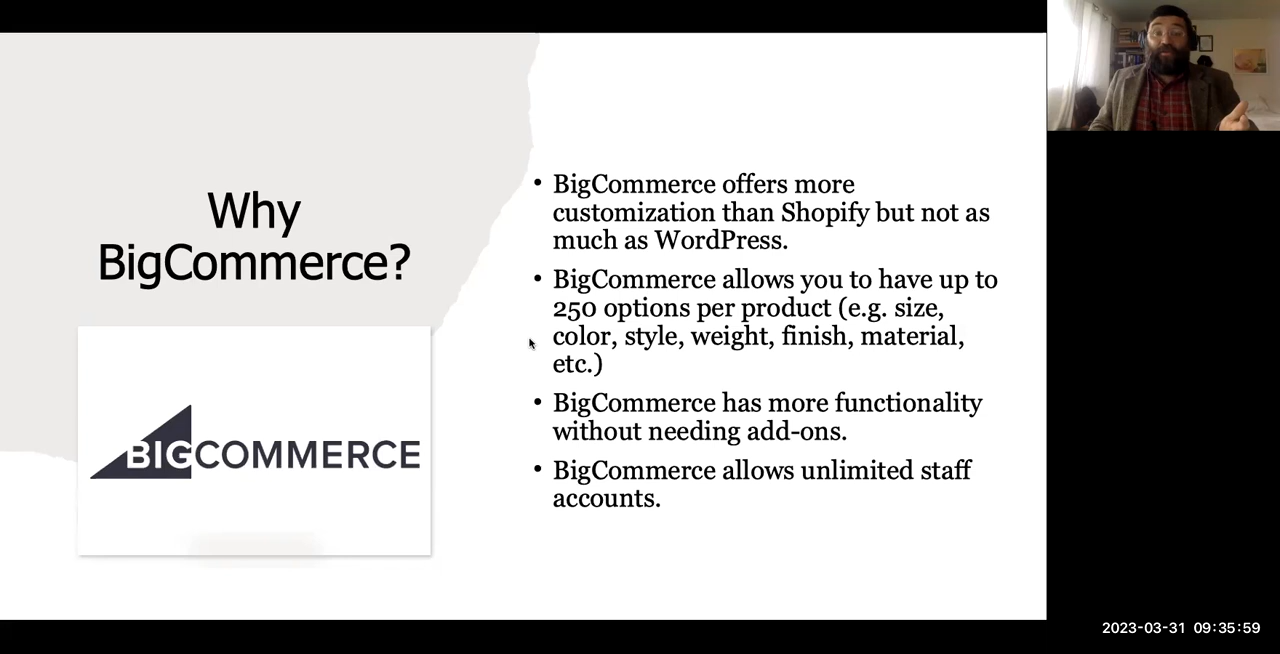 Why
BigCommerce?
BIGCOMMERCE
• BigCommerce offers more
customization than Shopify but not as
much as WordPress.
• BigCommerce allows you to have up to
250 options per product (e.g. size,
color, style, weight, finish, material,
etc.)
• BigCommerce has more functionality
without needing add-ons.
• BigCommerce allows unlimited staff
accounts.
2023-03-31 09:35:59